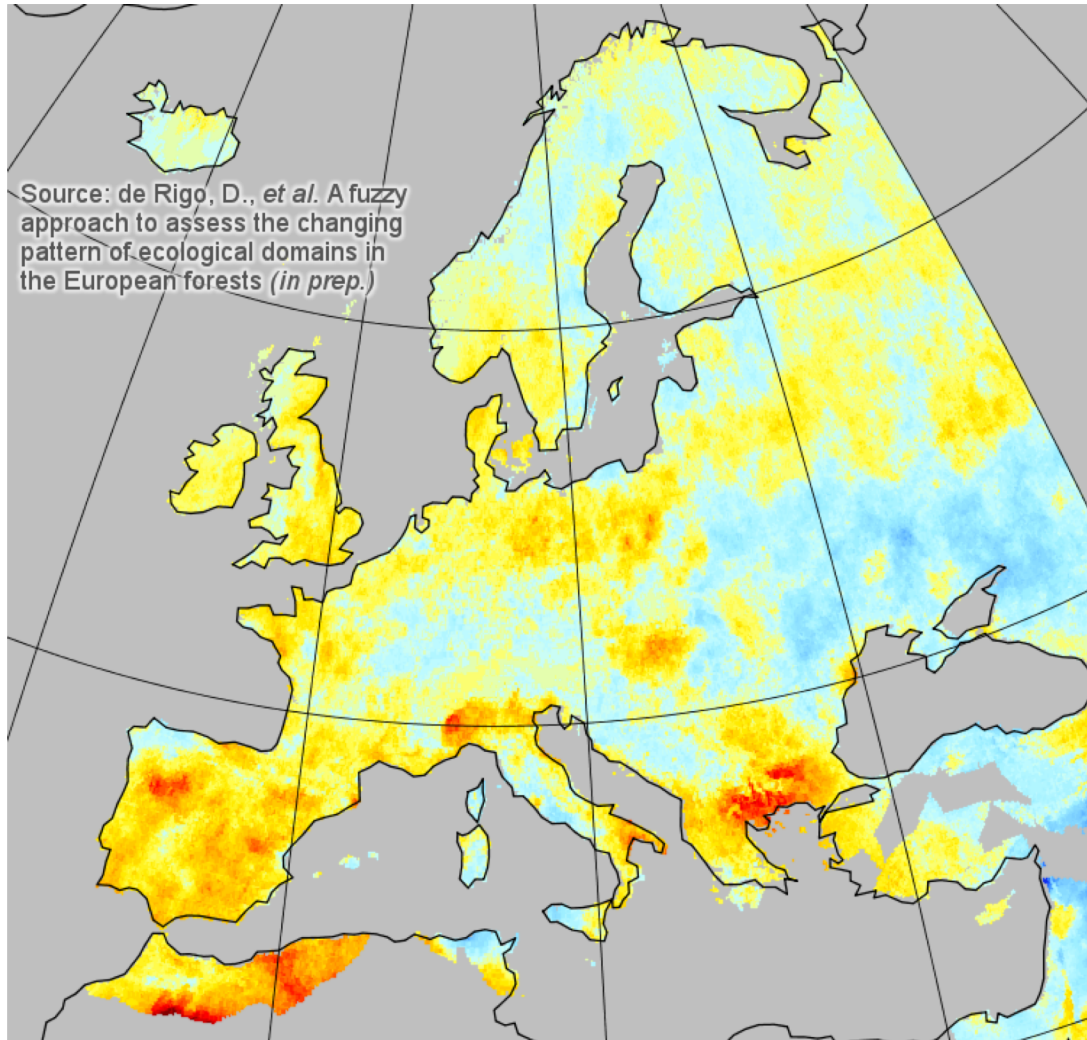 Source: de Rigo, D., et al. A fuzzy
approach to assess the changing
pattern of ecological domains in
the European forests (in prep.)